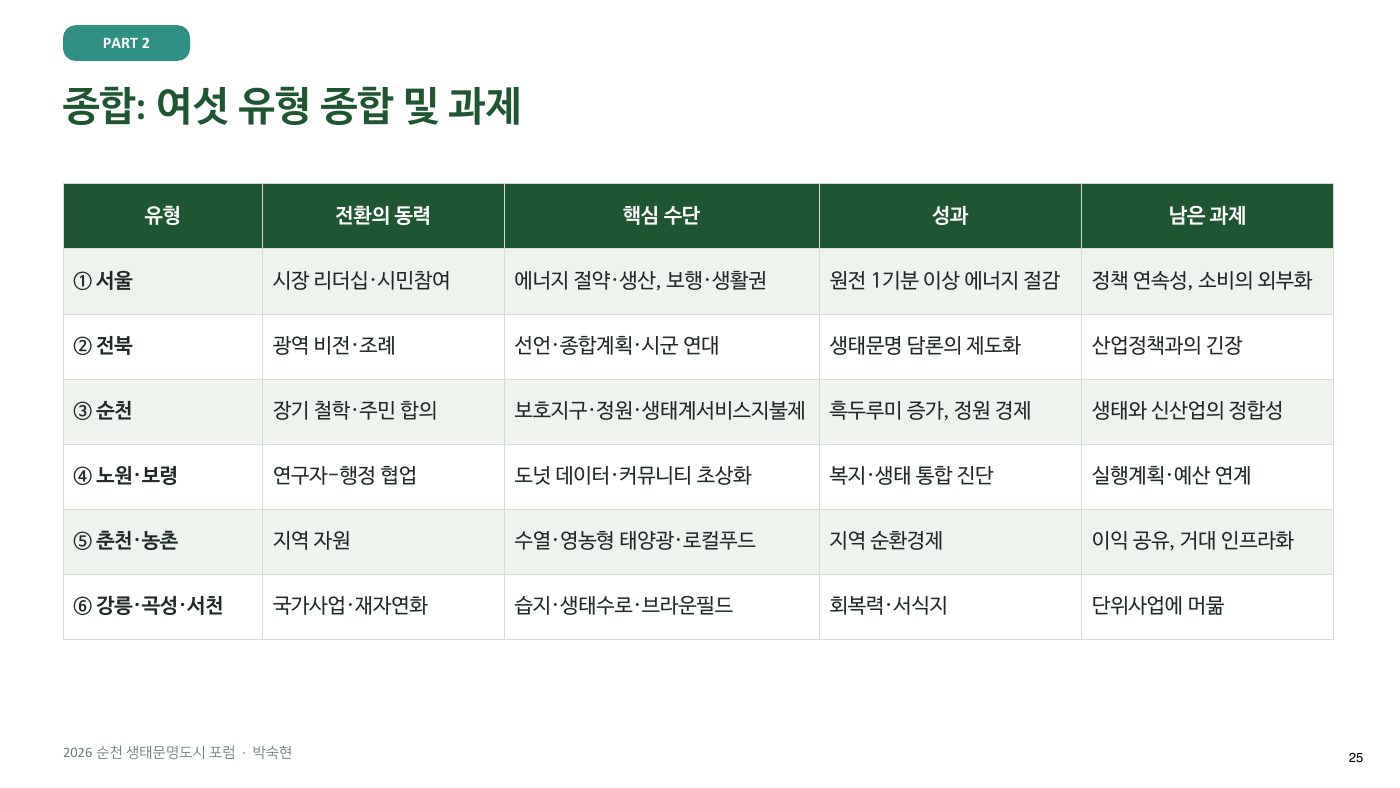 PART 2
종합: 여섯 유형 종합 및 과제
유형 전환의 동력 핵심 수단 성과 남은 과제
① 서울 시장 리더십·시민참여 에너지 절약·생산, 보행·생활권 원전 1기분 이상 에너지 절감 정책 연속성, 소비의 외부화
② 전북 광역 비전·조례 선언·종합계획·시군 연대 생태문명 담론의 제도화 산업정책과의 긴장
③ 순천 장기 철학·주민 합의 보호지구·정원·생태계서비스지불제 흑두루미 증가, 정원 경제 생태와 신산업의 정합성
④ 노원·보령 연구자–행정 협업 도넛 데이터·커뮤니티 초상화 복지·생태 통합 진단 실행계획·예산 연계
⑤ 춘천·농촌 지역 자원 수열·영농형 태양광·로컬푸드 지역 순환경제 이익 공유, 거대 인프라화
⑥ 강릉·곡성·서천 국가사업·재자연화 습지·생태수로·브라운필드 회복력·서식지 단위사업에 머묾
2026 순천 생태문명도시 포럼 · 박숙현
25